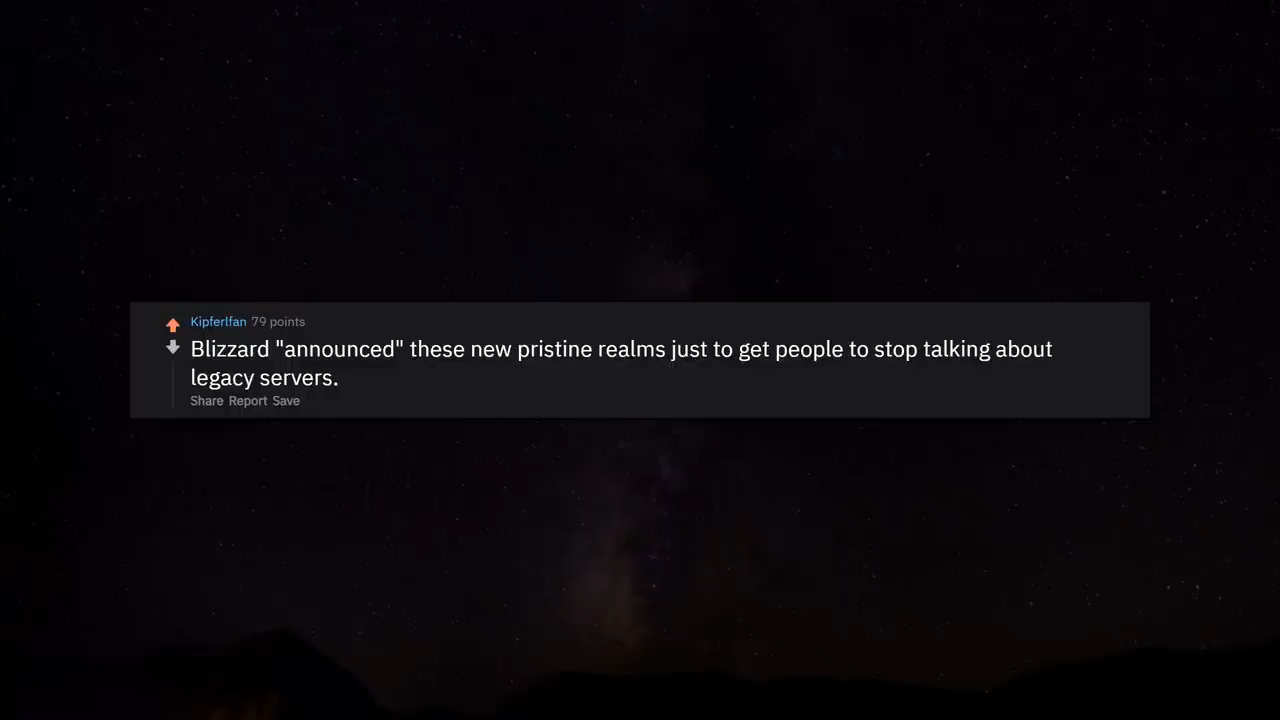 Kipferlfan 79 points
Blizzard "announced" these new pristine realms just to get people to stop talking about
legacy servers.
Share Report Save